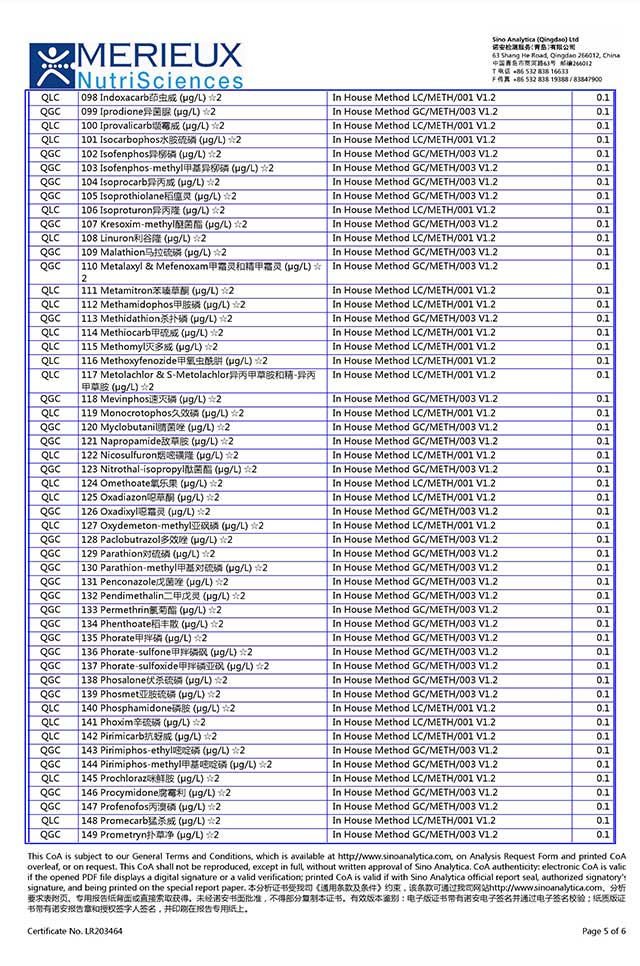 Sino Analytica (Qingdao) Ltd
诺安检测服务(青岛)有限公司
63 Shang He Road, Qingdao 266012, China
中国青岛市商河路63号 邮编266012
T 电话 +86 532 838 16633
F 传真 +86 532 838 19388 / 83847900
MERIEUX
NutriSciences
QLC 098 Indoxacarb茚虫威 (µg/L) ☆2 In House Method LC/METH/001 V1.2 0.1
QGC 099 Iprodione异菌脲 (µg/L) ☆2 In House Method GC/METH/003 V1.2 0.1
QLC 100 Iprovalicarb缬霉威 (µg/L) ☆2 In House Method LC/METH/001 V1.2 0.1
QLC 101 Isocarbophos水胺硫磷 (µg/L) ☆2 In House Method LC/METH/001 V1.2 0.1
QGC 102 Isofenphos异柳磷 (µg/L) ☆2 In House Method GC/METH/003 V1.2 0.1
QGC 103 Isofenphos-methyl甲基异柳磷 (µg/L) ☆2 In House Method GC/METH/003 V1.2 0.1
QGC 104 Isoprocarb异丙威 (µg/L) ☆2 In House Method GC/METH/003 V1.2 0.1
QGC 105 Isoprothiolane稻瘟灵 (µg/L) ☆2 In House Method GC/METH/003 V1.2 0.1
QLC 106 Isoproturon异丙隆 (µg/L) ☆2 In House Method LC/METH/001 V1.2 0.1
QGC 107 Kresoxim-methyl醚菌酯 (µg/L) ☆2 In House Method GC/METH/003 V1.2 0.1
QLC 108 Linuron利谷隆 (µg/L) ☆2 In House Method LC/METH/001 V1.2 0.1
QGC 109 Malathion马拉硫磷 (µg/L) ☆2 In House Method GC/METH/003 V1.2 0.1
QGC 110 Metalaxyl & Mefenoxam甲霜灵和精甲霜灵 (µg/L) ☆ In House Method GC/METH/003 V1.2 0.1
2
QLC 111 Metamitron苯嗪草酮 (µg/L) ☆2 In House Method LC/METH/001 V1.2 0.1
QLC 112 Methamidophos甲胺磷 (µg/L) ☆2 In House Method LC/METH/001 V1.2 0.1
QGC 113 Methidathion杀扑磷 (µg/L) ☆2 In House Method GC/METH/003 V1.2 0.1
QLC 114 Methiocarb甲硫威 (µg/L) ☆2 In House Method LC/METH/001 V1.2 0.1
QLC 115 Methomyl灭多威 (µg/L) ☆2 In House Method LC/METH/001 V1.2 0.1
QLC 116 Methoxyfenozide甲氧虫酰肼 (µg/L) ☆2 In House Method LC/METH/001 V1.2 0.1
QLC 117 Metolachlor & S-Metolachlor异丙甲草胺和精-异丙 In House Method LC/METH/001 V1.2 0.1
甲草胺 (µg/L) ☆2
QGC 118 Mevinphos速灭磷 (µg/L) ☆2 In House Method GC/METH/003 V1.2 0.1
QLC 119 Monocrotophos久效磷 (µg/L) ☆2 In House Method LC/METH/001 V1.2 0.1
QGC 120 Myclobutanil腈菌唑 (µg/L) ☆2 In House Method GC/METH/003 V1.2 0.1
QGC 121 Napropamide敌草胺 (µg/L) ☆2 In House Method GC/METH/003 V1.2 0.1
QLC 122 Nicosulfuron烟嘧磺隆 (µg/L) ☆2 In House Method LC/METH/001 V1.2 0.1
QGC 123 Nitrothal-isopropyl酞菌酯 (µg/L) ☆2 In House Method GC/METH/003 V1.2 0.1
QLC 124 Omethoate氧乐果 (µg/L) ☆2 In House Method LC/METH/001 V1.2 0.1
QLC 125 Oxadiazon噁草酮 (µg/L) ☆2 In House Method LC/METH/001 V1.2 0.1
QGC 126 Oxadixyl噁霜灵 (µg/L) ☆2 In House Method GC/METH/003 V1.2 0.1
QLC 127 Oxydemeton-methyl亚砜磷 (µg/L) ☆2 In House Method LC/METH/001 V1.2 0.1
QGC 128 Paclobutrazol多效唑 (µg/L) ☆2 In House Method GC/METH/003 V1.2 0.1
QGC 129 Parathion对硫磷 (µg/L) ☆2 In House Method GC/METH/003 V1.2 0.1
QGC 130 Parathion-methyl甲基对硫磷 (µg/L) ☆2 In House Method GC/METH/003 V1.2 0.1
QGC 131 Penconazole戊菌唑 (µg/L) ☆2 In House Method GC/METH/003 V1.2 0.1
QGC 132 Pendimethalin二甲戊灵 (µg/L) ☆2 In House Method GC/METH/003 V1.2 0.1
QGC 133 Permethrin氯菊酯 (µg/L) ☆2 In House Method GC/METH/003 V1.2 0.1
QGC 134 Phenthoate稻丰散 (µg/L) ☆2 In House Method GC/METH/003 V1.2 0.1
QGC 135 Phorate甲拌磷 (µg/L) ☆2 In House Method GC/METH/003 V1.2 0.1
QGC 136 Phorate-sulfone甲拌磷砜 (µg/L) ☆2 In House Method GC/METH/003 V1.2 0.1
QGC 137 Phorate-sulfoxide甲拌磷亚砜 (µg/L) ☆2 In House Method GC/METH/003 V1.2 0.1
QGC 138 Phosalone伏杀硫磷 (µg/L) ☆2 In House Method GC/METH/003 V1.2 0.1
QGC 139 Phosmet亚胺硫磷 (µg/L) ☆2 In House Method GC/METH/003 V1.2 0.1
QLC 140 Phosphamidone磷胺 (µg/L) ☆2 In House Method LC/METH/001 V1.2 0.1
QLC 141 Phoxim辛硫磷 (µg/L) ☆2 In House Method LC/METH/001 V1.2 0.1
QLC 142 Pirimicarb抗蚜威 (µg/L) ☆2 In House Method GC/METH/003 V1.2 0.1
QGC 143 Pirimiphos-ethyl嘧啶磷 (µg/L) ☆2 In House Method GC/METH/003 V1.2 0.1
QGC 144 Pirimiphos-methyl甲基嘧啶磷 (µg/L) ☆2 In House Method GC/METH/003 V1.2 0.1
QLC 145 Prochloraz咪鲜胺 (µg/L) ☆2 In House Method LC/METH/001 V1.2 0.1
QGC 146 Procymidone腐霉利 (µg/L) ☆2 In House Method GC/METH/003 V1.2 0.1
QGC 147 Profenofos丙溴磷 (µg/L) ☆2 In House Method GC/METH/003 V1.2 0.1
QLC 148 Promecarb猛杀威 (µg/L) ☆2 In House Method LC/METH/001 V1.2 0.1
QGC 149 Prometryn扑草净 (µg/L) ☆2 In House Method GC/METH/003 V1.2 0.1
This CoA is subject to our General Terms and Conditions, which is available at http://www.sinoanalytica.com, on Analysis Request Form and printed CoA
overleaf, or on request. This CoA shall not be reproduced, except in full, without written approval of Sino Analytica. CoA authenticity: electronic CoA is valid
if the opened PDF file displays a digital signature or a valid verification; printed CoA is valid if with Sino Analytica official report seal, authorized signatory's
signature, and being printed on the special report paper. 本分析证书受我司《通用条款及条件》约束，该条款可通过我司网站http://www.sinoanalytica.com、分析
要求表附页、专用报告纸背面或直接索取获得。未经诺安书面批准，不得部分复制本证书。有效版本鉴别：电子版证书带有诺安电子签名并通过电子签名校验；纸质版证
书带有诺安报告章和授权签字人签名，并印刷在报告专用纸上。
Certificate No. LR203464 Page 5 of 6